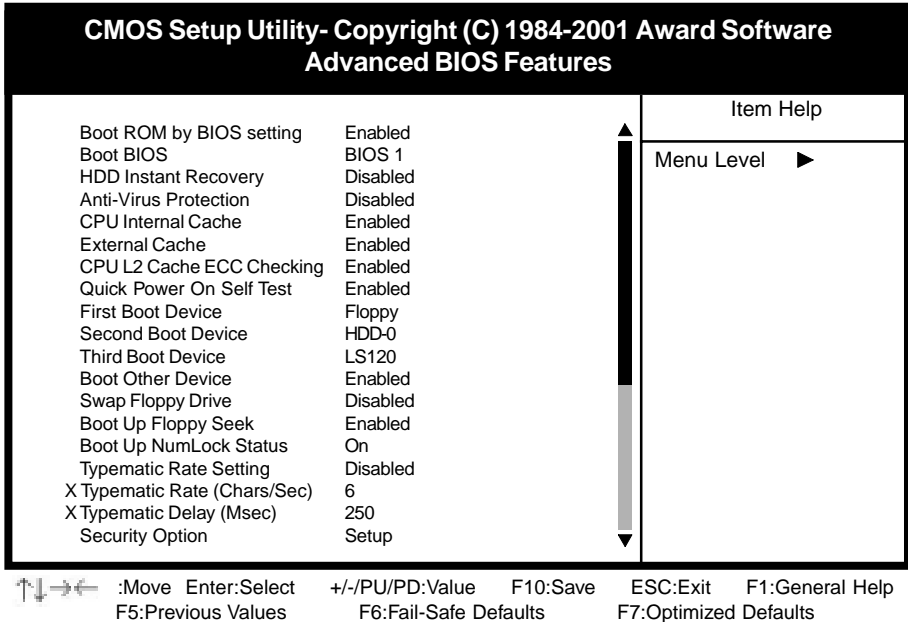 CMOS Setup Utility- Copyright (C) 1984-2001 Award Software
Advanced BIOS Features
Item Help
Menu Level
Boot ROM by BIOS setting Enabled
Boot BIOS BIOS 1
HDD Instant Recovery Disabled
Anti-Virus Protection Disabled
CPU Internal Cache Enabled
External Cache Enabled
CPU L2 Cache ECC Checking Enabled
Quick Power On Self Test Enabled
First Boot Device Floppy
Second Boot Device HDD-0
Third Boot Device LS120
Boot Other Device Enabled
Swap Floppy Drive Disabled
Boot Up Floppy Seek Enabled
Boot Up NumLock Status On
Typematic Rate Setting Disabled
X Typematic Rate (Chars/Sec) 6
X Typematic Delay (Msec) 250
Security Option Setup
↑↓→← :Move Enter:Select +/-/PU/PD:Value F10:Save ESC:Exit F1:General Help
F5:Previous Values F6:Fail-Safe Defaults F7:Optimized Defaults